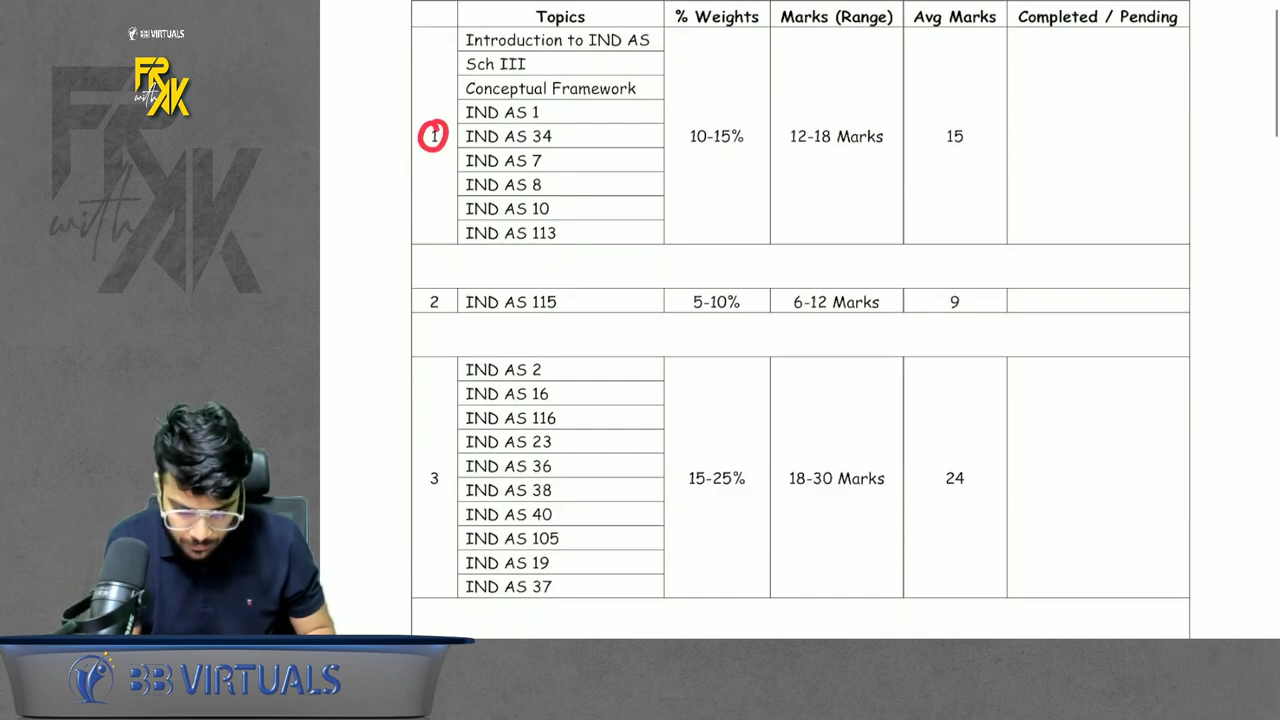 BB VIRTUALS
FR with AK
FR with AK
Topics % Weights Marks (Range) Avg Marks Completed / Pending
1 10-15% 12-18 Marks 15
Introduction to IND AS
Sch III
Conceptual Framework
IND AS 1
IND AS 34
IND AS 7
IND AS 8
IND AS 10
IND AS 113
2 IND AS 115 5-10% 6-12 Marks 9
3 15-25% 18-30 Marks 24
IND AS 2
IND AS 16
IND AS 116
IND AS 23
IND AS 36
IND AS 38
IND AS 40
IND AS 105
IND AS 19
IND AS 37
BB VIRTUALS